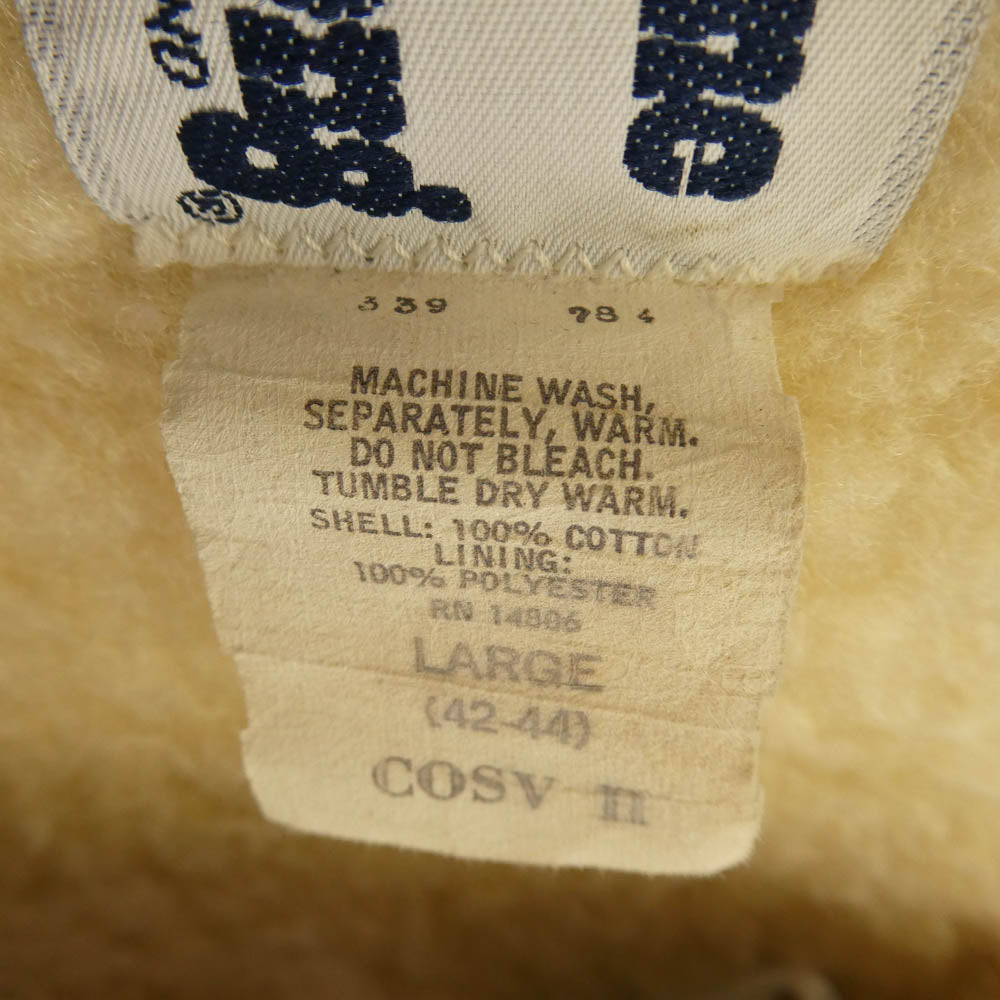 339 784
MACHINE WASH,
SEPARATELY, WARM.
DO NOT BLEACH.
TUMBLE DRY WARM.
SHELL: 100% COTTON
LINING:
100% POLYESTER
RN 14806
LARGE
(42-44)
COSV II